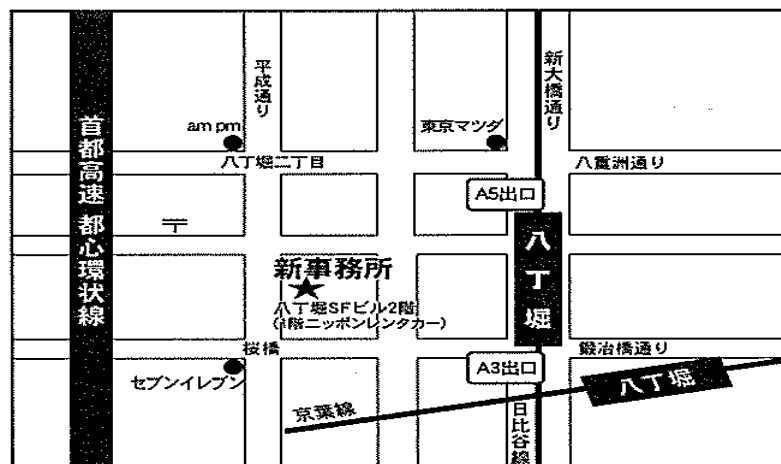 首都高速 都心環状線
平成通り
am pm
八丁堀二丁目
東京マツダ
新大橋通り
八重洲通り
A5出口
〒
八丁堀
新事務所
八丁堀SFビル2階
(1階ニッポンレンタカー)
桜橋
セブンイレブン
A3出口
鍛冶橋通り
八丁堀
京葉線
日比谷線